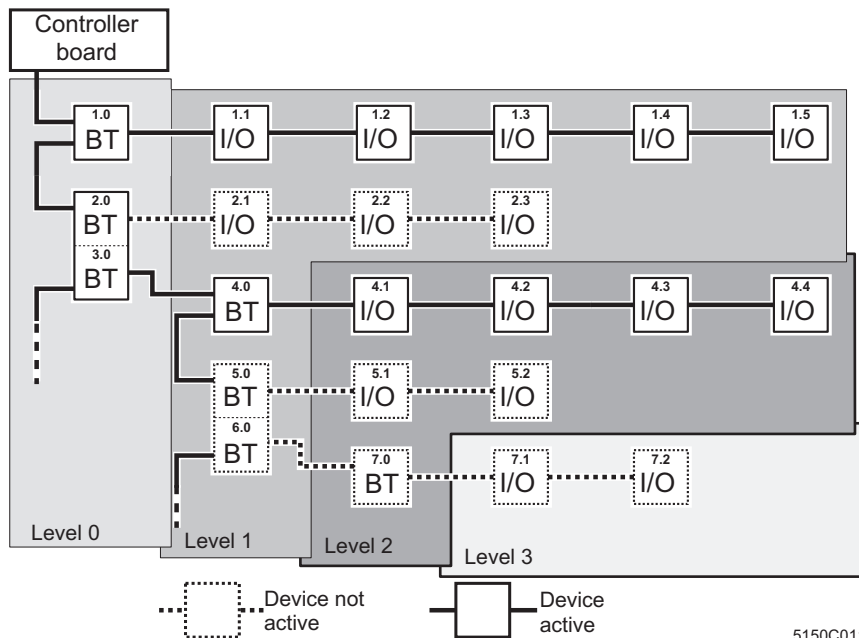 Controller
board
1.0
BT
1.1
I/O
1.2
I/O
1.3
I/O
1.4
I/O
1.5
I/O
2.0
BT
2.1
I/O
2.2
I/O
2.3
I/O
3.0
BT
4.0
BT
4.1
I/O
4.2
I/O
4.3
I/O
4.4
I/O
5.0
BT
5.1
I/O
5.2
I/O
6.0
BT
7.0
BT
7.1
I/O
7.2
I/O
Level 0
Level 1
Level 2
Level 3
Device not
active
Device
active